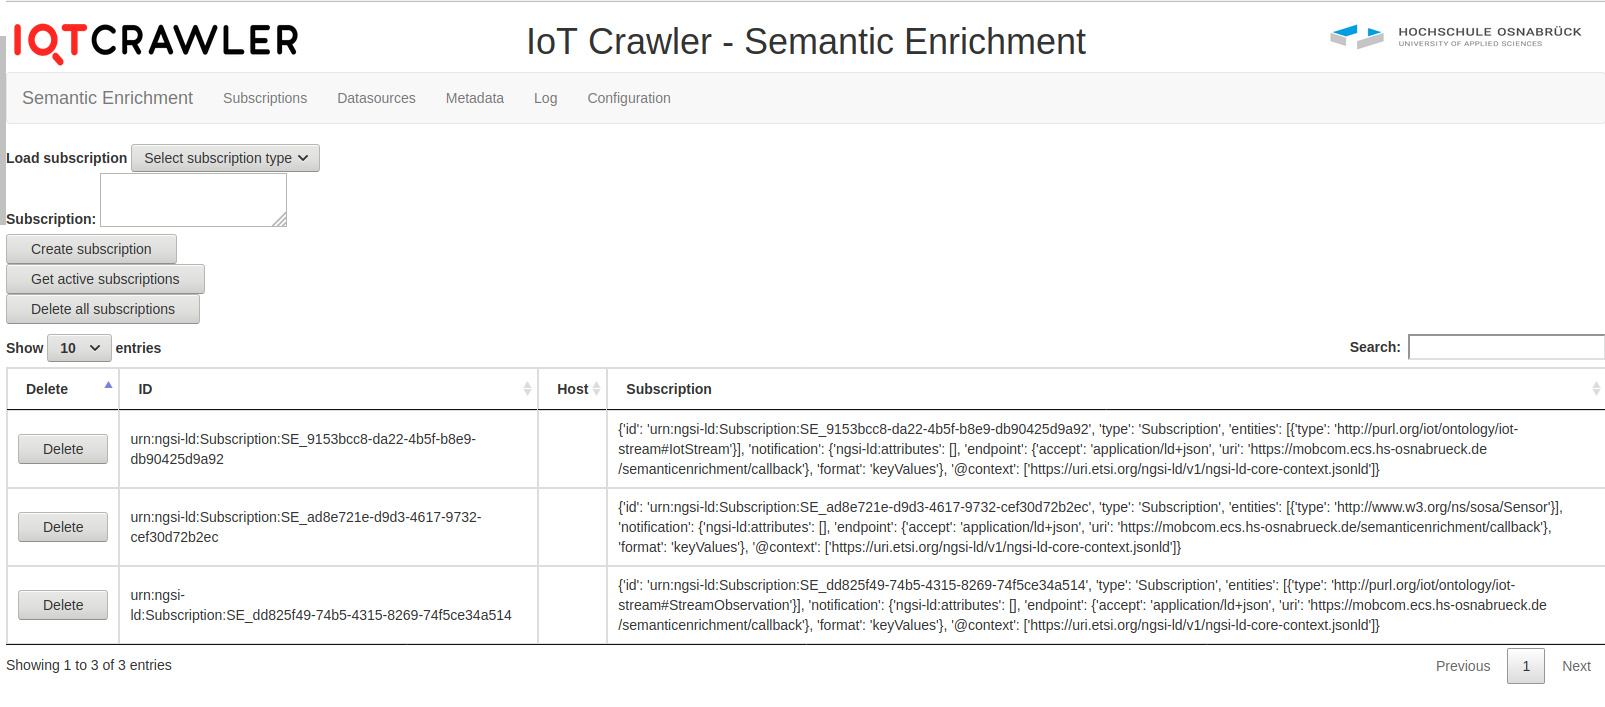 IOTCRAWLER
IoT Crawler - Semantic Enrichment
HOCHSCHULE OSNABRÜCK
UNIVERSITY OF APPLIED SCIENCES
Semantic Enrichment Subscriptions Datasources Metadata Log Configuration
Load subscription Select subscription type
Subscription:
Create subscription
Get active subscriptions
Delete all subscriptions
Show 10 entries Search:
Delete ID Host Subscription
Delete
urn:ngsi-ld:Subscription:SE_9153bcc8-da22-4b5f-b8e9-
db90425d9a92
{'id': 'urn:ngsi-ld:Subscription:SE_9153bcc8-da22-4b5f-b8e9-db90425d9a92', 'type': 'Subscription', 'entities': [{'type': 'http://purl.org/iot/ontology/iot-
stream#IotStream'}], 'notification': {'ngsi-ld:attributes': [], 'endpoint': {'accept': 'application/ld+json', 'uri': 'https://mobcom.ecs.hs-osnabrueck.de
/semanticenrichment/callback'}, 'format': 'keyValues'}, '@context': ['https://uri.etsi.org/ngsi-ld/v1/ngsi-ld-core-context.jsonld']}
Delete
urn:ngsi-ld:Subscription:SE_ad8e721e-d9d3-4617-9732-
cef30d72b2ec
{'id': 'urn:ngsi-ld:Subscription:SE_ad8e721e-d9d3-4617-9732-cef30d72b2ec', 'type': 'Subscription', 'entities': [{'type': 'http://www.w3.org/ns/sosa/Sensor'}],
'notification': {'ngsi-ld:attributes': [], 'endpoint': {'accept': 'application/ld+json', 'uri': 'https://mobcom.ecs.hs-osnabrueck.de/semanticenrichment/callback'},
'format': 'keyValues'}, '@context': ['https://uri.etsi.org/ngsi-ld/v1/ngsi-ld-core-context.jsonld']}
Delete
urn:ngsi-
ld:Subscription:SE_dd825f49-74b5-4315-8269-74f5ce34a514
{'id': 'urn:ngsi-ld:Subscription:SE_dd825f49-74b5-4315-8269-74f5ce34a514', 'type': 'Subscription', 'entities': [{'type': 'http://purl.org/iot/ontology/iot-
stream#StreamObservation'}], 'notification': {'ngsi-ld:attributes': [], 'endpoint': {'accept': 'application/ld+json', 'uri': 'https://mobcom.ecs.hs-osnabrueck.de
/semanticenrichment/callback'}, 'format': 'keyValues'}, '@context': ['https://uri.etsi.org/ngsi-ld/v1/ngsi-ld-core-context.jsonld']}
Showing 1 to 3 of 3 entries Previous 1 Next